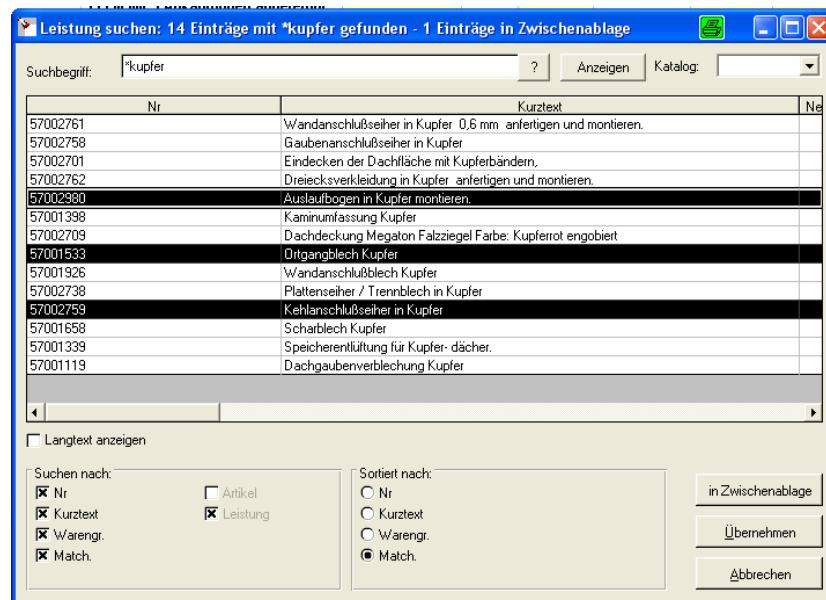 Leistung suchen: 14 Einträge mit *kupfer gefunden - 1 Einträge in Zwischenablage
Suchbegriff: *kupfer ? Anzeigen Katalog:
Nr Kurztext Ne
57002761 Wandanschlußseiher in Kupfer 0,6 mm anfertigen und montieren.
57002758 Gaubenanschlußseiher in Kupfer
57002701 Eindecken der Dachfläche mit Kupferbändern,
57002762 Dreiecksverkleidung in Kupfer anfertigen und montieren.
57002980 Auslaufbogen in Kupfer montieren.
57001398 Kaminumfassung Kupfer
57002709 Dachdeckung Megaton Falzziegel Farbe: Kupferrot engobiert
57001533 Ortgangblech Kupfer
57001926 Wandanschlußblech Kupfer
57002738 Plattenseiher / Trennblech in Kupfer
57002759 Kehlanschlußseiher in Kupfer
57001658 Scharblech Kupfer
57001339 Speicherentlüftung für Kupfer- dächer.
57001119 Dachgaubenverblechung Kupfer
Langtext anzeigen
Suchen nach: Sortiert nach:
Nr Artikel Nr in Zwischenablage
Kurztext Leistung Kurztext
Warengr. Warengr. Übernehmen
Match. Match.
Abbrechen